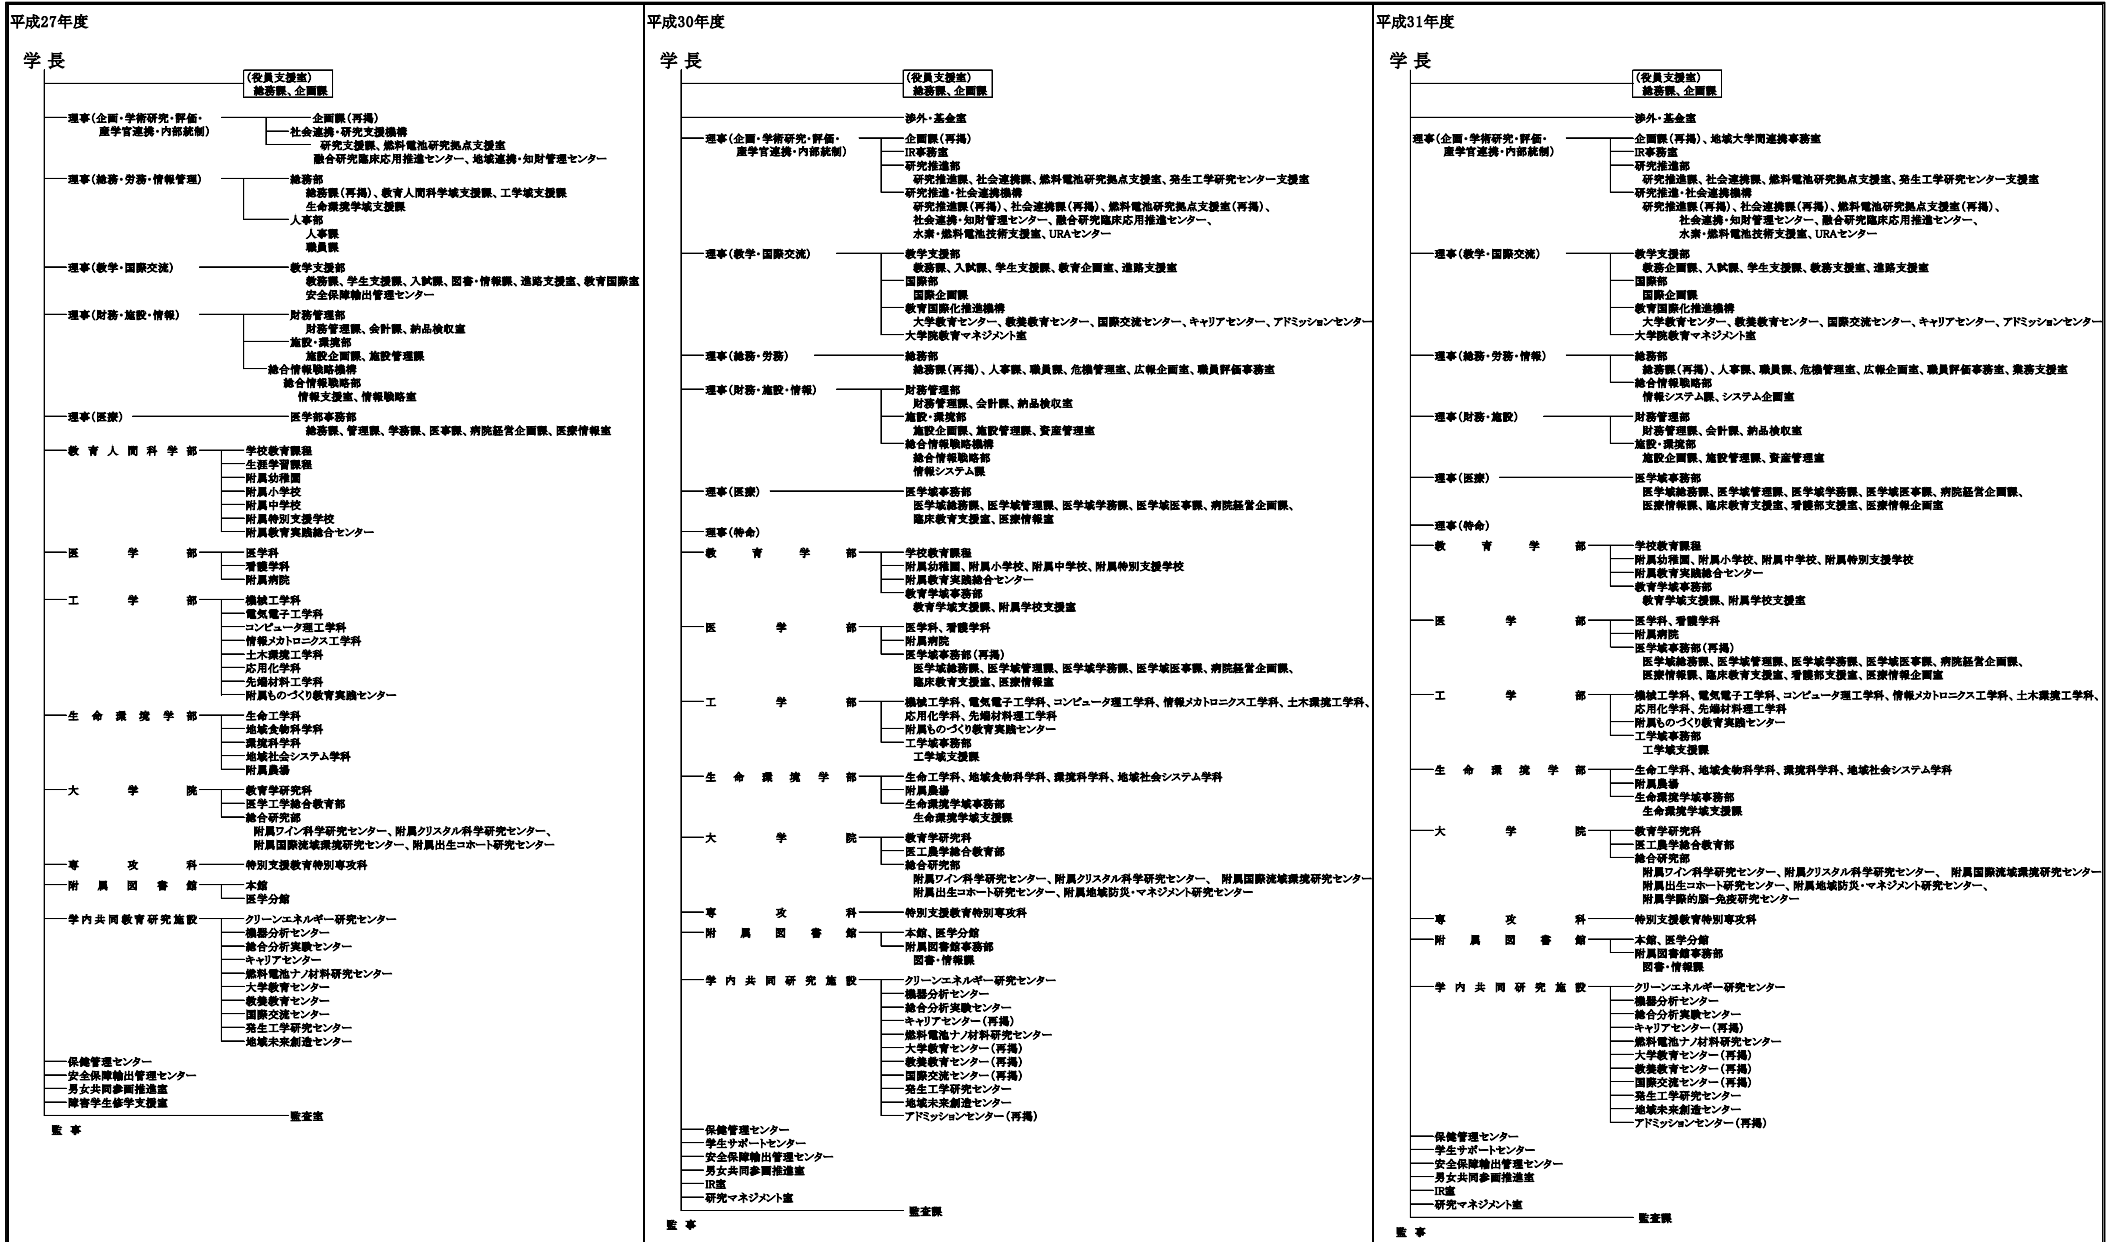 平成27年度
学 長
(役員支援室)
総務課、企画課
理事(企画・学術研究・評価・
産学官連携・内部統制)
企画課(再掲)
社会連携・研究支援機構
研究支援課、燃料電池研究拠点支援室
融合研究臨床応用推進センター、地域連携・知財管理センター
理事(総務・労務・情報管理)
総務部
総務課(再掲)、教育人間科学域支援課、工学域支援課
生命環境学域支援課
人事部
人事課
職員課
理事(教学・国際交流)
教学支援部
教務課、学生支援課、入試課、図書・情報課、進路支援室、教育国際室
安全保障輸出管理センター
理事(財務・施設・情報)
財務管理部
財務管理課、会計課、納品検収室
施設・環境部
施設企画課、施設管理課
総合情報戦略機構
総合情報戦略部
情報支援室、情報戦略室
理事(医療)
医学部事務部
総務課、管理課、学務課、医事課、病院経営企画課、医療情報室
教 育 人 間 科 学 部
学校教育課程
生涯学習課程
附属幼稚園
附属小学校
附属中学校
附属特別支援学校
附属教育実践総合センター
医 学 部
医学科
看護学科
附属病院
工 学 部
機械工学科
電気電子工学科
コンピュータ理工学科
情報メカトロニクス工学科
土木環境工学科
応用化学科
先端材料工学科
附属ものづくり教育実践センター
生 命 環 境 学 部
生命工学科
地域食物科学科
環境科学科
地域社会システム学科
附属農場
大 学 院
教育学研究科
医学工学総合教育部
総合研究部
附属ワイン科学研究センター、附属クリスタル科学研究センター、
附属国際流域環境研究センター、附属出生コホート研究センター
専 攻 科
特別支援教育特別専攻科
附 属 図 書 館
本館
医学分館
学内共同教育研究施設
クリーンエネルギー研究センター
機器分析センター
総合分析実験センター
キャリアセンター
燃料電池ナノ材料研究センター
大学教育センター
教養教育センター
国際交流センター
発生工学研究センター
地域未来創造センター
保健管理センター
安全保障輸出管理センター
男女共同参画推進室
障害学生修学支援室
監査室
監 事
平成30年度
学 長
(役員支援室)
総務課、企画課
渉外・基金室
理事(企画・学術研究・評価・
産学官連携・内部統制)
企画課(再掲)
IR事務室
研究推進部
研究推進課、社会連携課、燃料電池研究拠点支援室、発生工学研究センター支援室
研究推進・社会連携機構
研究推進課(再掲)、社会連携課(再掲)、燃料電池研究拠点支援室(再掲)、
社会連携・知財管理センター、融合研究臨床応用推進センター、
水素・燃料電池技術支援室、URAセンター
理事(教学・国際交流)
教学支援部
教務課、入試課、学生支援課、教育企画室、進路支援室
国際部
国際企画課
教育国際化推進機構
大学教育センター、教養教育センター、国際交流センター、キャリアセンター、アドミッションセンター
大学院教育マネジメント室
理事(総務・労務)
総務部
総務課(再掲)、人事課、職員課、危機管理室、広報企画室、職員評価事務室
理事(財務・施設・情報)
財務管理部
財務管理課、会計課、納品検収室
施設・環境部
施設企画課、施設管理課、資産管理室
総合情報戦略機構
総合情報戦略部
情報システム課
理事(医療)
医学域事務部
医学域総務課、医学域管理課、医学域学務課、医学域医事課、病院経営企画課、
臨床教育支援室、医療情報室
理事(特命)
教 育 学 部
学校教育課程
附属幼稚園、附属小学校、附属中学校、附属特別支援学校
附属教育実践総合センター
教育学域事務部
教育学域支援課、附属学校支援室
医 学 部
医学科、看護学科
附属病院
医学域事務部(再掲)
医学域総務課、医学域管理課、医学域学務課、医学域医事課、病院経営企画課、
臨床教育支援室、医療情報室
工 学 部
機械工学科、電気電子工学科、コンピュータ理工学科、情報メカトロニクス工学科、土木環境工学科、
応用化学科、先端材料理工学科
附属ものづくり教育実践センター
工学域事務部
工学域支援課
生 命 環 境 学 部
生命工学科、地域食物科学科、環境科学科、地域社会システム学科
附属農場
生命環境学域事務部
生命環境学域支援課
大 学 院
教育学研究科
医工農学総合教育部
総合研究部
附属ワイン科学研究センター、附属クリスタル科学研究センター、 附属国際流域環境研究センター
附属出生コホート研究センター、附属地域防災・マネジメント研究センター
専 攻 科
特別支援教育特別専攻科
附 属 図 書 館
本館、医学分館
附属図書館事務部
図書・情報課
学 内 共 同 研 究 施 設
クリーンエネルギー研究センター
機器分析センター
総合分析実験センター
キャリアセンター(再掲)
燃料電池ナノ材料研究センター
大学教育センター(再掲)
教養教育センター(再掲)
国際交流センター(再掲)
発生工学研究センター
地域未来創造センター
アドミッションセンター(再掲)
保健管理センター
学生サポートセンター
安全保障輸出管理センター
男女共同参画推進室
IR室
研究マネジメント室
監査課
監 事
平成31年度
学 長
(役員支援室)
総務課、企画課
渉外・基金室
理事(企画・学術研究・評価・
産学官連携・内部統制)
企画課(再掲)、地域大学間連携事務室
IR事務室
研究推進部
研究推進課、社会連携課、燃料電池研究拠点支援室、発生工学研究センター支援室
研究推進・社会連携機構
研究推進課(再掲)、社会連携課(再掲)、燃料電池研究拠点支援室(再掲)、
社会連携・知財管理センター、融合研究臨床応用推進センター、
水素・燃料電池技術支援室、URAセンター
理事(教学・国際交流)
教学支援部
教務企画課、入試課、学生支援課、教務支援室、進路支援室
国際部
国際企画課
教育国際化推進機構
大学教育センター、教養教育センター、国際交流センター、キャリアセンター、アドミッションセンター
大学院教育マネジメント室
理事(総務・労務・情報)
総務部
総務課(再掲)、人事課、職員課、危機管理室、広報企画室、職員評価事務室、業務支援室
総合情報戦略部
情報システム課、システム企画室
理事(財務・施設)
財務管理部
財務管理課、会計課、納品検収室
施設・環境部
施設企画課、施設管理課、資産管理室
理事(医療)
医学域事務部
医学域総務課、医学域管理課、医学域学務課、医学域医事課、病院経営企画課、
医療情報課、臨床教育支援室、看護部支援室、医療情報企画室
理事(特命)
教 育 学 部
学校教育課程
附属幼稚園、附属小学校、附属中学校、附属特別支援学校
附属教育実践総合センター
教育学域事務部
教育学域支援課、附属学校支援室
医 学 部
医学科、看護学科
附属病院
医学域事務部(再掲)
医学域総務課、医学域管理課、医学域学務課、医学域医事課、病院経営企画課、
医療情報課、臨床教育支援室、看護部支援室、医療情報企画室
工 学 部
機械工学科、電気電子工学科、コンピュータ理工学科、情報メカトロニクス工学科、土木環境工学科、
応用化学科、先端材料理工学科
附属ものづくり教育実践センター
工学域事務部
工学域支援課
生 命 環 境 学 部
生命工学科、地域食物科学科、環境科学科、地域社会システム学科
附属農場
生命環境学域事務部
生命環境学域支援課
大 学 院
教育学研究科
医工農学総合教育部
総合研究部
附属ワイン科学研究センター、附属クリスタル科学研究センター、 附属国際流域環境研究センター
附属出生コホート研究センター、附属地域防災・マネジメント研究センター、
附属学際的脳-免疫研究センター
専 攻 科
特別支援教育特別専攻科
附 属 図 書 館
本館、医学分館
附属図書館事務部
図書・情報課
学 内 共 同 研 究 施 設
クリーンエネルギー研究センター
機器分析センター
総合分析実験センター
キャリアセンター(再掲)
燃料電池ナノ材料研究センター
大学教育センター(再掲)
教養教育センター(再掲)
国際交流センター(再掲)
発生工学研究センター
地域未来創造センター
アドミッションセンター(再掲)
保健管理センター
学生サポートセンター
安全保障輸出管理センター
男女共同参画推進室
IR室
研究マネジメント室
監査課
監 事